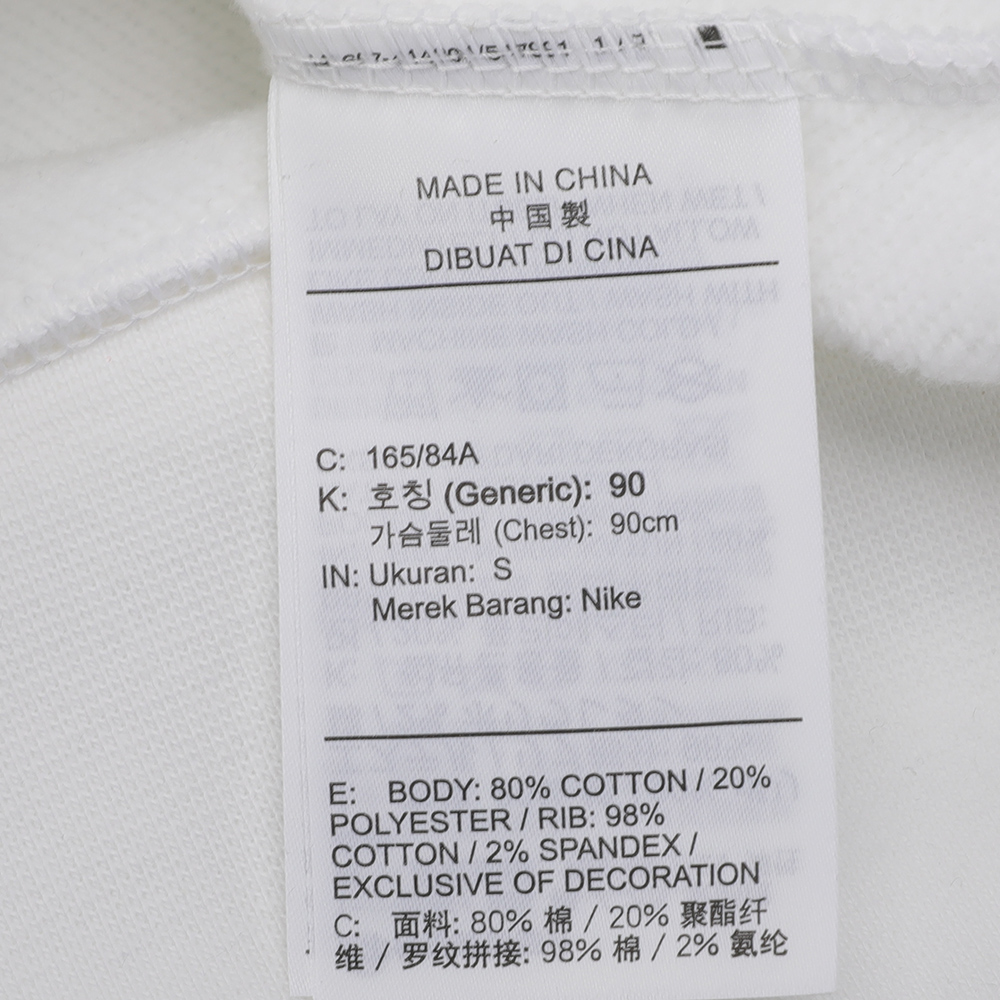 MADE IN CHINA
中国製
DIBUAT DI CINA
C: 165/84A
K: 호칭 (Generic): 90
가슴둘레 (Chest): 90cm
IN: Ukuran: S
Merek Barang: Nike
E: BODY: 80% COTTON / 20%
POLYESTER / RIB: 98%
COTTON / 2% SPANDEX /
EXCLUSIVE OF DECORATION
C: 面料: 80% 棉 / 20% 聚酯纤
维 / 罗纹拼接: 98% 棉 / 2% 氨纶